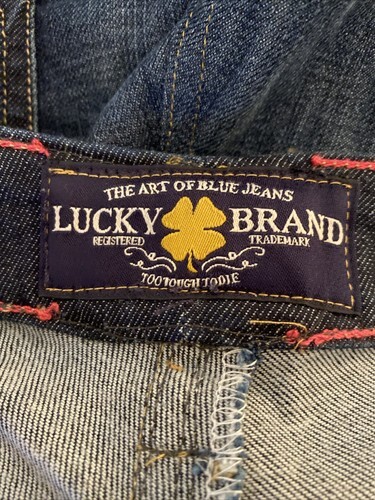 THE ART OF BLUE JEANS
LUCKY BRAND
REGISTERED TRADEMARK
TOO TOUGH TO DIE